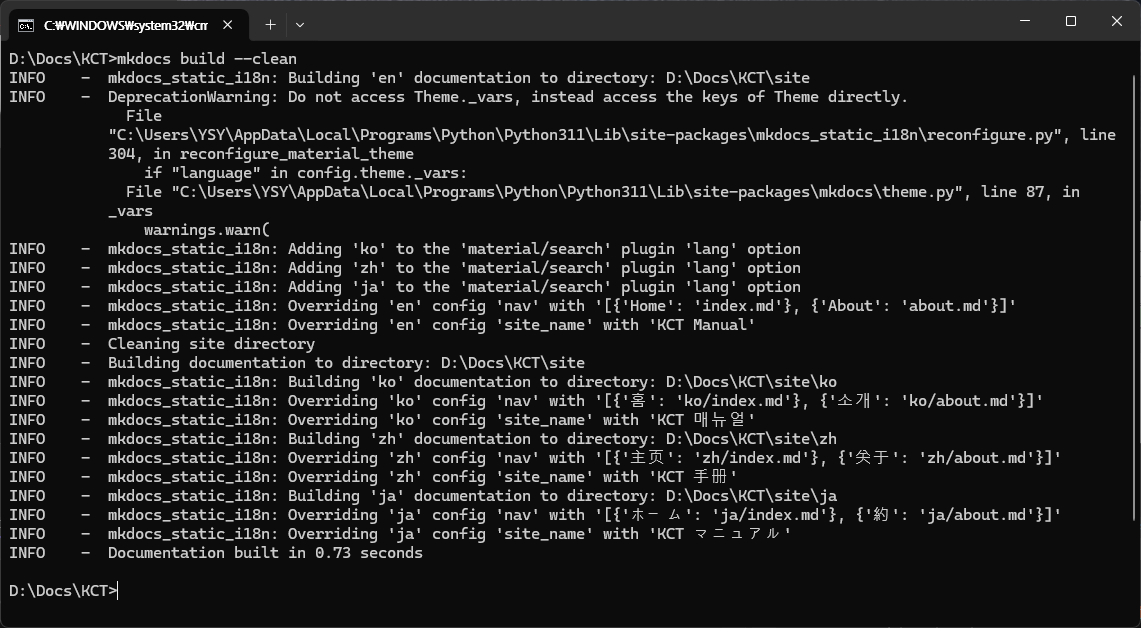 C:₩WINDOWS₩system32₩cm
D:\Docs\KCT>mkdocs build --clean
INFO    -  mkdocs_static_i18n: Building 'en' documentation to directory: D:\Docs\KCT\site
INFO    -  DeprecationWarning: Do not access Theme._vars, instead access the keys of Theme directly.
             File
           "C:\Users\YSY\AppData\Local\Programs\Python\Python311\Lib\site-packages\mkdocs_static_i18n\reconfigure.py", line
           304, in reconfigure_material_theme
               if "language" in config.theme._vars:
             File "C:\Users\YSY\AppData\Local\Programs\Python\Python311\Lib\site-packages\mkdocs\theme.py", line 87, in
           _vars
               warnings.warn(
INFO    -  mkdocs_static_i18n: Adding 'ko' to the 'material/search' plugin 'lang' option
INFO    -  mkdocs_static_i18n: Adding 'zh' to the 'material/search' plugin 'lang' option
INFO    -  mkdocs_static_i18n: Adding 'ja' to the 'material/search' plugin 'lang' option
INFO    -  mkdocs_static_i18n: Overriding 'en' config 'nav' with '[{'Home': 'index.md'}, {'About': 'about.md'}]'
INFO    -  mkdocs_static_i18n: Overriding 'en' config 'site_name' with 'KCT Manual'
INFO    -  Cleaning site directory
INFO    -  Building documentation to directory: D:\Docs\KCT\site
INFO    -  mkdocs_static_i18n: Building 'ko' documentation to directory: D:\Docs\KCT\site\ko
INFO    -  mkdocs_static_i18n: Overriding 'ko' config 'nav' with '[{'홈': 'ko/index.md'}, {'소개': 'ko/about.md'}]'
INFO    -  mkdocs_static_i18n: Overriding 'ko' config 'site_name' with 'KCT 매뉴얼'
INFO    -  mkdocs_static_i18n: Building 'zh' documentation to directory: D:\Docs\KCT\site\zh
INFO    -  mkdocs_static_i18n: Overriding 'zh' config 'nav' with '[{'主页': 'zh/index.md'}, {'关于': 'zh/about.md'}]'
INFO    -  mkdocs_static_i18n: Overriding 'zh' config 'site_name' with 'KCT 手册'
INFO    -  mkdocs_static_i18n: Building 'ja' documentation to directory: D:\Docs\KCT\site\ja
INFO    -  mkdocs_static_i18n: Overriding 'ja' config 'nav' with '[{'ホーム': 'ja/index.md'}, {'約': 'ja/about.md'}]'
INFO    -  mkdocs_static_i18n: Overriding 'ja' config 'site_name' with 'KCT マニュアル'
INFO    -  Documentation built in 0.73 seconds
D:\Docs\KCT>